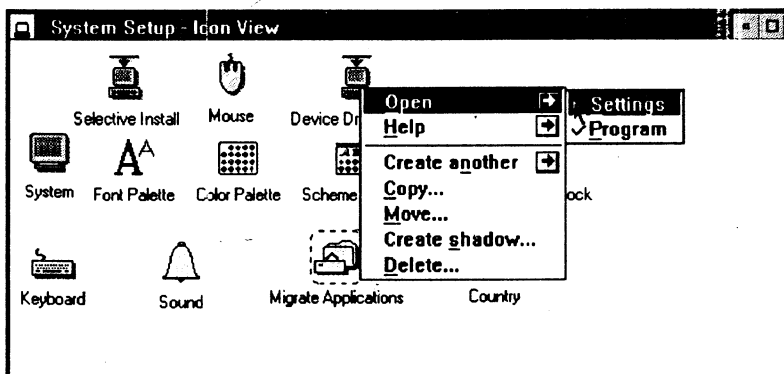 System Setup - Icon View
Selective Install
Mouse
Device Dr
Open
Settings
Help
Program
Create another
Copy...
Move...
Create shadow...
Delete...
System
Font Palette
Color Palette
Scheme
ock
Keyboard
Sound
Migrate Applications
Country